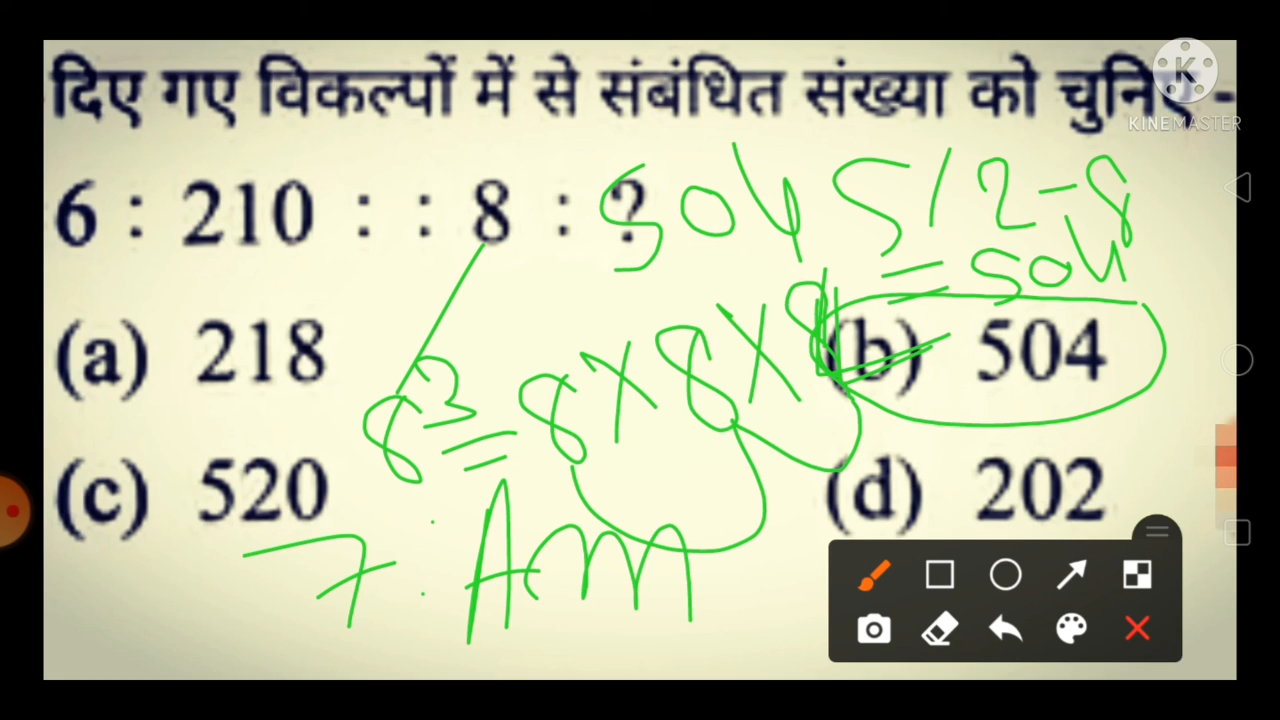 दिए गए विकल्पों में से संबंधित संख्या को चुनिए -
KINEMASTER
6 : 210 : : 8 : ? 504 512-8
= 504
(a) 218 (b) 504
8³ = 8×8×8
(c) 520 (d) 202
7. Am